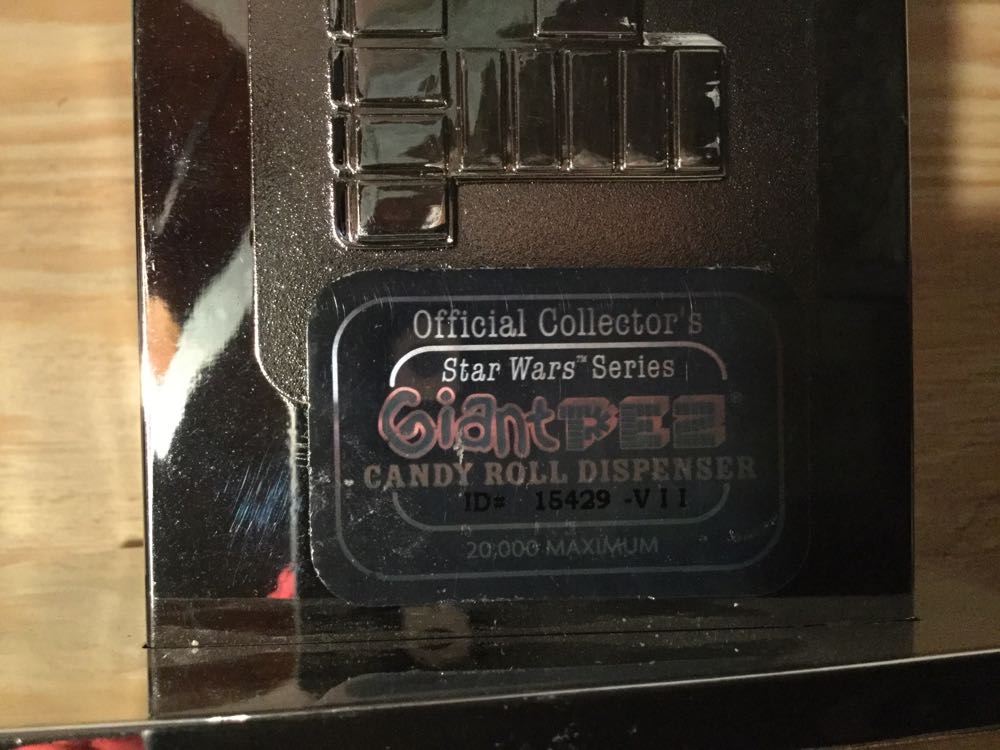 Official Collector's
Star Wars™ Series
Giant PEZ®
CANDY ROLL DISPENSER
ID# 15429 -VII
20,000 MAXIMUM